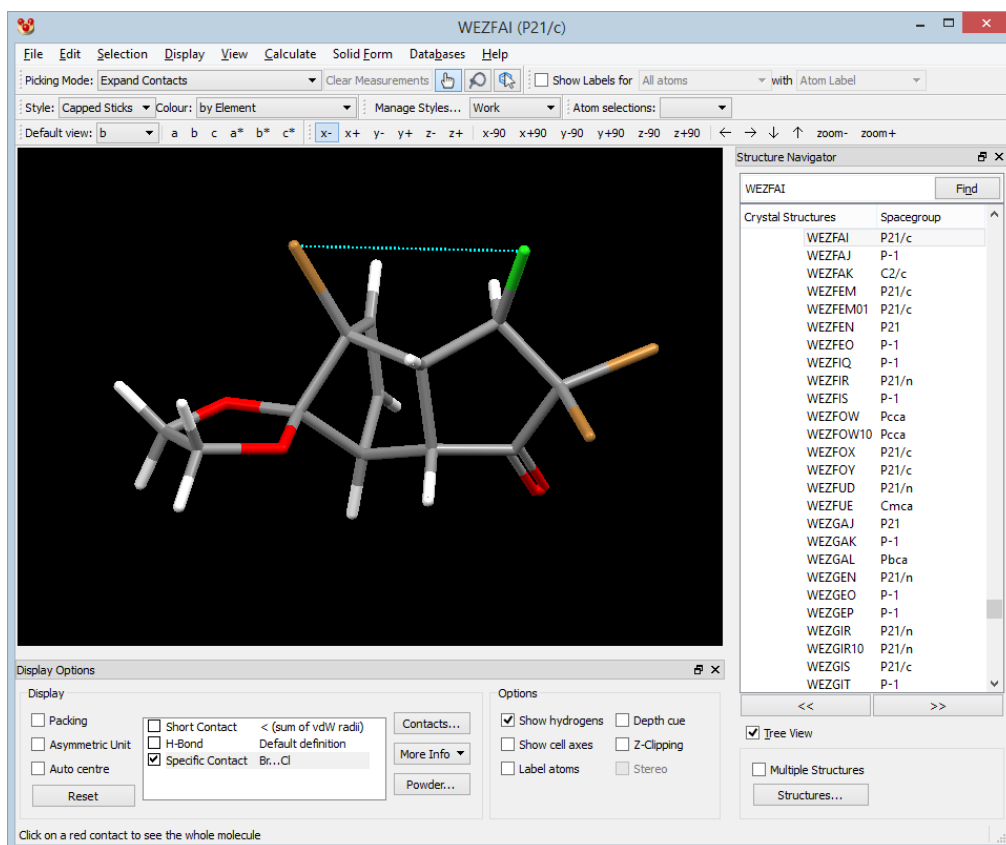 WEZFAI (P21/c)
File Edit Selection Display View Calculate Solid Form Databases Help
Picking Mode: Expand Contacts Clear Measurements Show Labels for All atoms with Atom Label
Style: Capped Sticks Colour: by Element Manage Styles... Work Atom selections:
Default view: b a b c a* b* c* x- x+ y- y+ z- z+ x-90 x+90 y-90 y+90 z-90 z+90 ← → ↓ ↑ zoom- zoom+
Structure Navigator
WEZFAI Find
Crystal Structures Spacegroup
WEZFAI P21/c
WEZFAJ P-1
WEZFAK C2/c
WEZFEM P21/c
WEZFEM01 P21/c
WEZFEN P21
WEZFEO P-1
WEZFIQ P-1
WEZFIR P21/n
WEZFIS P-1
WEZFOW Pcca
WEZFOW10 Pcca
WEZFOX P21/c
WEZFOY P21/c
WEZFUD P21/n
WEZFUE Cmca
WEZGAJ P21
WEZGAK P-1
WEZGAL Pbca
WEZGEN P21/n
WEZGEO P-1
WEZGEP P-1
WEZGIR P21/n
WEZGIR10 P21/n
WEZGIS P21/c
WEZGIT P-1
<< >>
Tree View
Multiple Structures
Structures...
Display Options
Display
Packing
Asymmetric Unit
Auto centre
Reset
Short Contact < (sum of vdW radii)
H-Bond Default definition
Specific Contact Br...Cl
Contacts...
More Info
Powder...
Options
Show hydrogens Depth cue
Show cell axes Z-Clipping
Label atoms Stereo
Click on a red contact to see the whole molecule